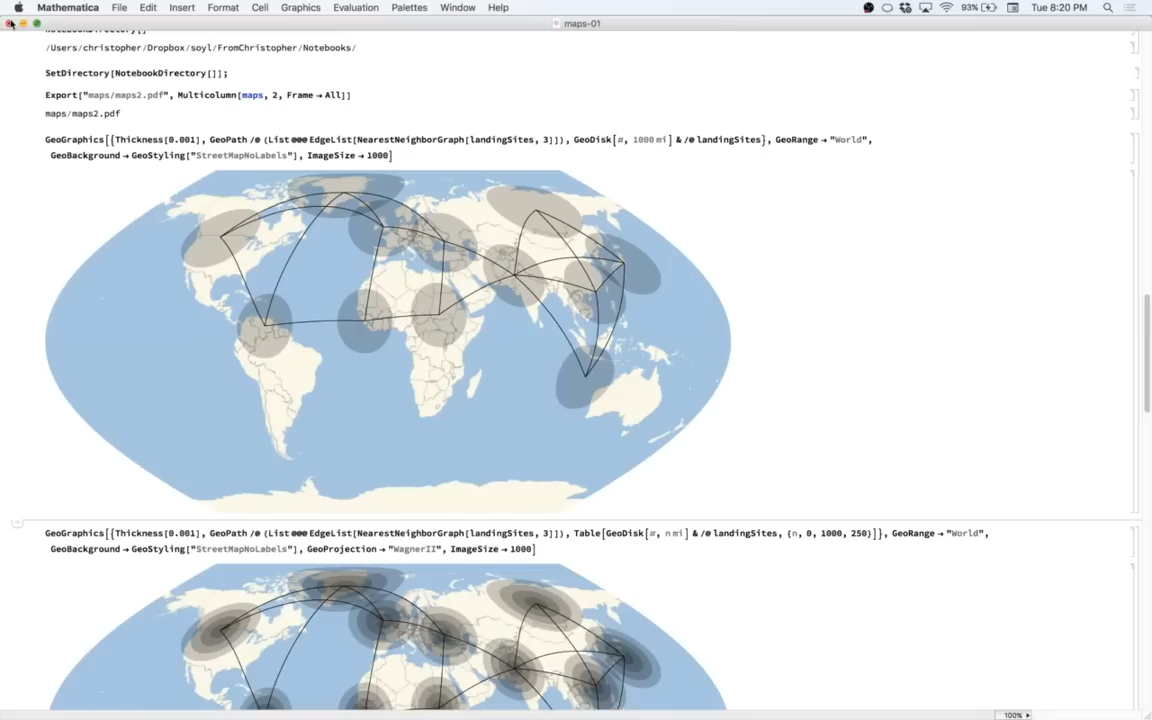 Mathematica File Edit Insert Format Cell Graphics Evaluation Palettes Window Help 93% Tue 8:20 PM
maps-01
NotebookDirectory[]
/Users/christopher/Dropbox/soyl/FromChristopher/Notebooks/
SetDirectory[NotebookDirectory[]];
Export["maps/maps2.pdf", Multicolumn[maps, 2, Frame → All]]
maps/maps2.pdf
GeoGraphics[{Thickness[0.001], GeoPath /@ (List @@@ EdgeList[NearestNeighborGraph[landingSites, 3]]), GeoDisk[#, 1000 mi] & /@ landingSites}, GeoRange → "World",
GeoBackground → GeoStyling["StreetMapNoLabels"], ImageSize → 1000]
GeoGraphics[{Thickness[0.001], GeoPath /@ (List @@@ EdgeList[NearestNeighborGraph[landingSites, 3]]), Table[GeoDisk[#, n mi] & /@ landingSites, {n, 0, 1000, 250}]}, GeoRange → "World",
GeoBackground → GeoStyling["StreetMapNoLabels"], GeoProjection → "WagnerII", ImageSize → 1000]
100%